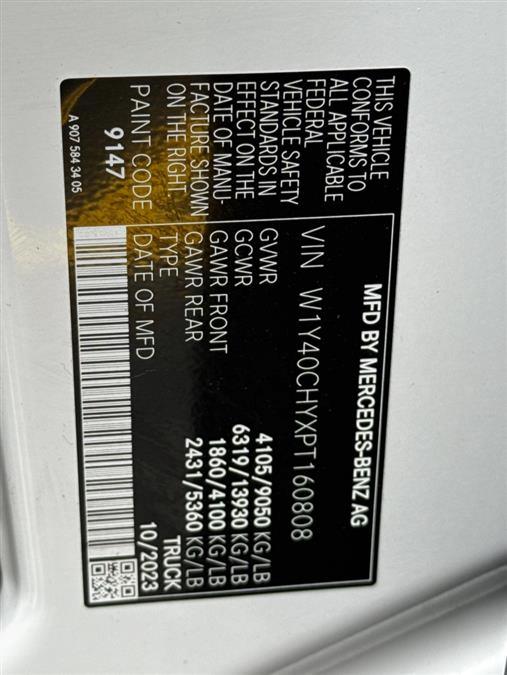 MFD BY MERCEDES-BENZ AG
THIS VEHICLE
CONFORMS TO
ALL APPLICABLE
FEDERAL
VEHICLE SAFETY
STANDARDS IN
EFFECT ON THE
DATE OF MANU-
FACTURE SHOWN
ON THE RIGHT
PAINT CODE
9147
A 907 584 34 05
VIN W1Y40CHYXPT160808
GVWR 4105/9050 KG/LB
GCWR 6319/13930 KG/LB
GAWR FRONT 1860/4100 KG/LB
GAWR REAR 2431/5360 KG/LB
TYPE TRUCK
DATE OF MFD 10/2023